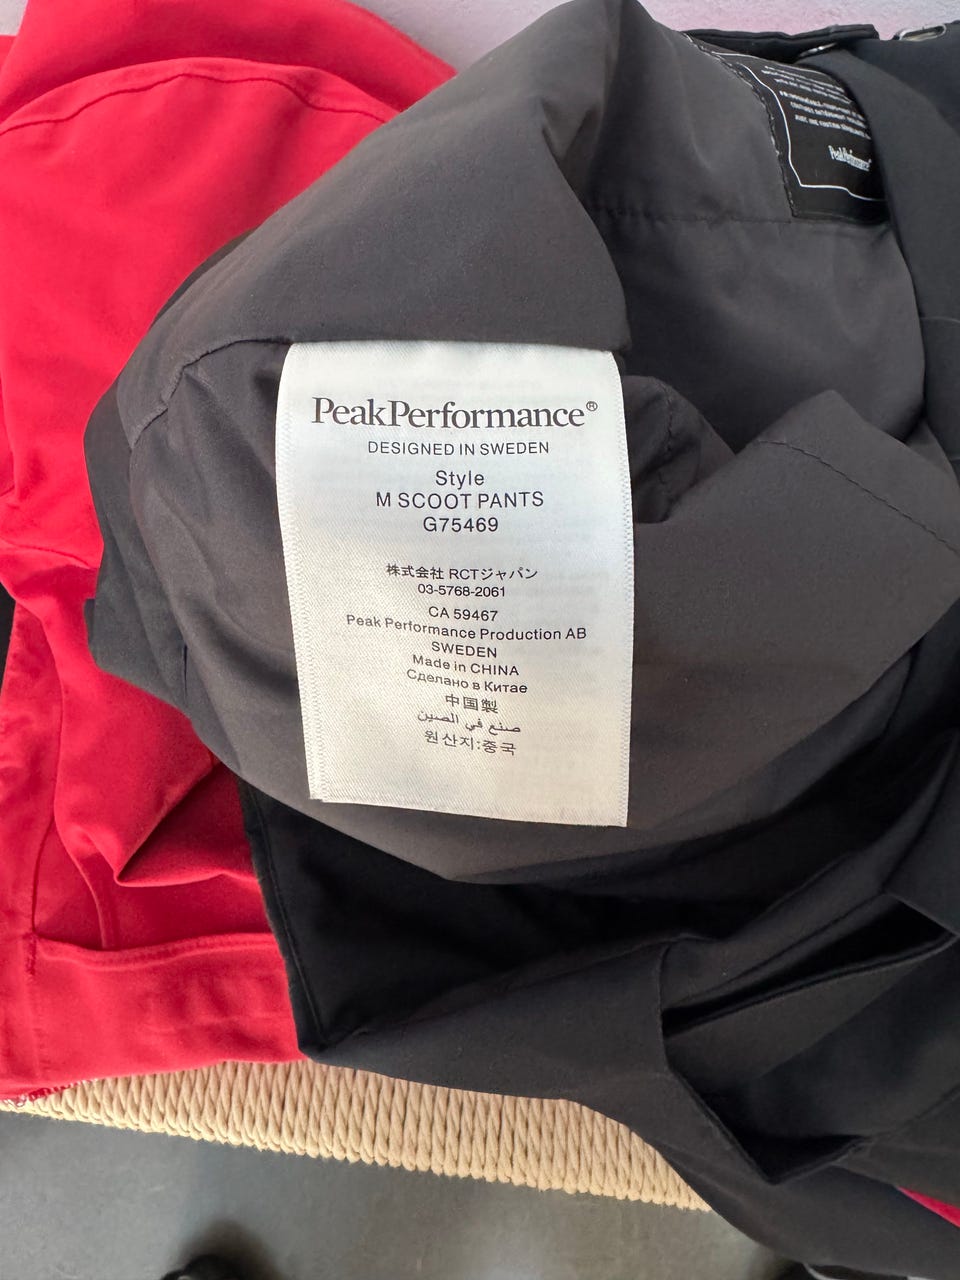 PeakPerformance®
DESIGNED IN SWEDEN
Style
M SCOOT PANTS
G75469
株式会社 RCTジャパン
03-5768-2061
CA 59467
Peak Performance Production AB
SWEDEN
Made in CHINA
Сделано в Китае
中国製
صنع في الصين
원산지:중국
PeakPerformance®